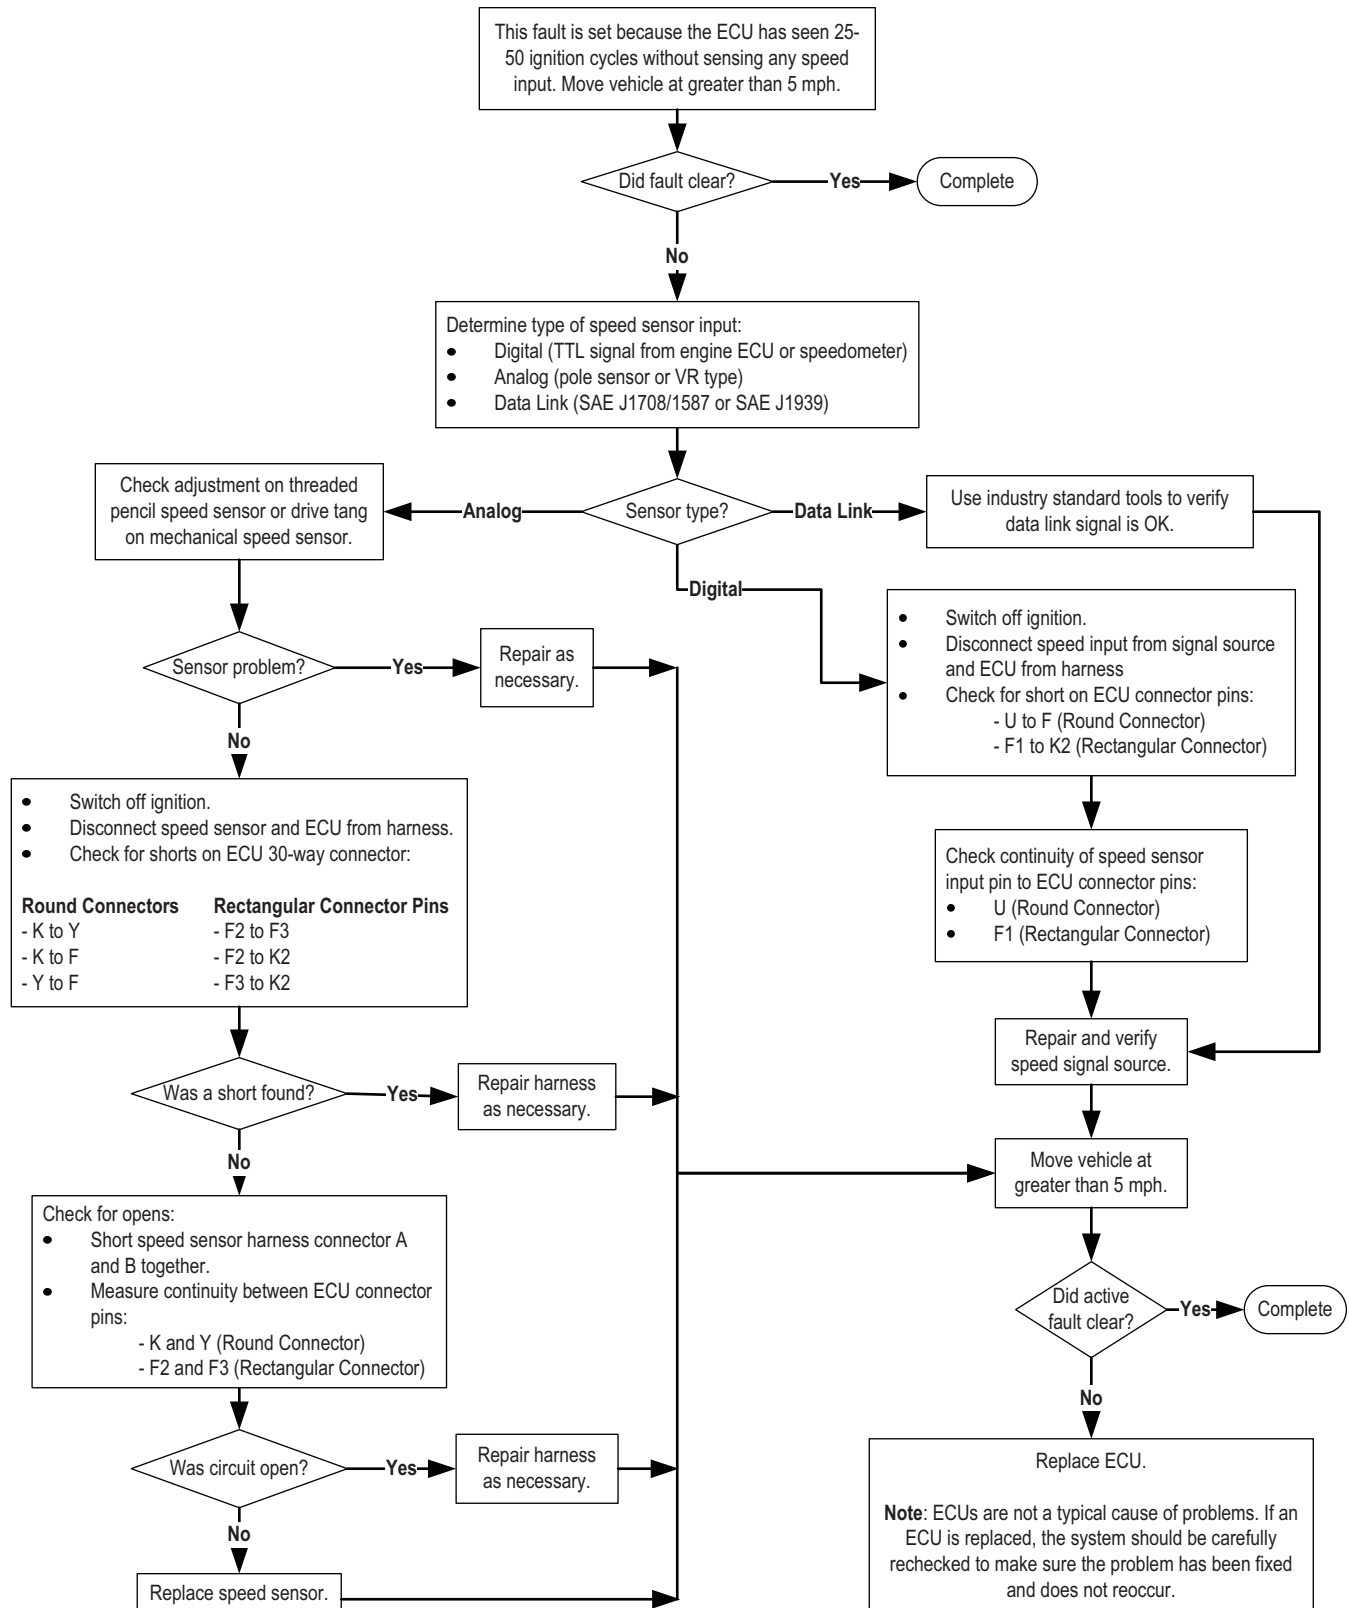 This fault is set because the ECU has seen 25-
50 ignition cycles without sensing any speed
input. Move vehicle at greater than 5 mph.
Did fault clear?
Yes
Complete
No
Determine type of speed sensor input:
• Digital (TTL signal from engine ECU or speedometer)
• Analog (pole sensor or VR type)
• Data Link (SAE J1708/1587 or SAE J1939)
Sensor type?
Analog
Data Link
Digital
Check adjustment on threaded
pencil speed sensor or drive tang
on mechanical speed sensor.
Use industry standard tools to verify
data link signal is OK.
Sensor problem?
Yes
Repair as
necessary.
No
• Switch off ignition.
• Disconnect speed input from signal source
and ECU from harness
• Check for short on ECU connector pins:
- U to F (Round Connector)
- F1 to K2 (Rectangular Connector)
• Switch off ignition.
• Disconnect speed sensor and ECU from harness.
• Check for shorts on ECU 30-way connector:
Round Connectors Rectangular Connector Pins
- K to Y - F2 to F3
- K to F - F2 to K2
- Y to F - F3 to K2
Check continuity of speed sensor
input pin to ECU connector pins:
• U (Round Connector)
• F1 (Rectangular Connector)
Repair and verify
speed signal source.
Was a short found?
Yes
Repair harness
as necessary.
No
Move vehicle at
greater than 5 mph.
Check for opens:
• Short speed sensor harness connector A
and B together.
• Measure continuity between ECU connector
pins:
- K and Y (Round Connector)
- F2 and F3 (Rectangular Connector)
Did active
fault clear?
Yes
Complete
No
Was circuit open?
Yes
Repair harness
as necessary.
No
Replace speed sensor.
Replace ECU.
Note: ECUs are not a typical cause of problems. If an
ECU is replaced, the system should be carefully
rechecked to make sure the problem has been fixed
and does not reoccur.